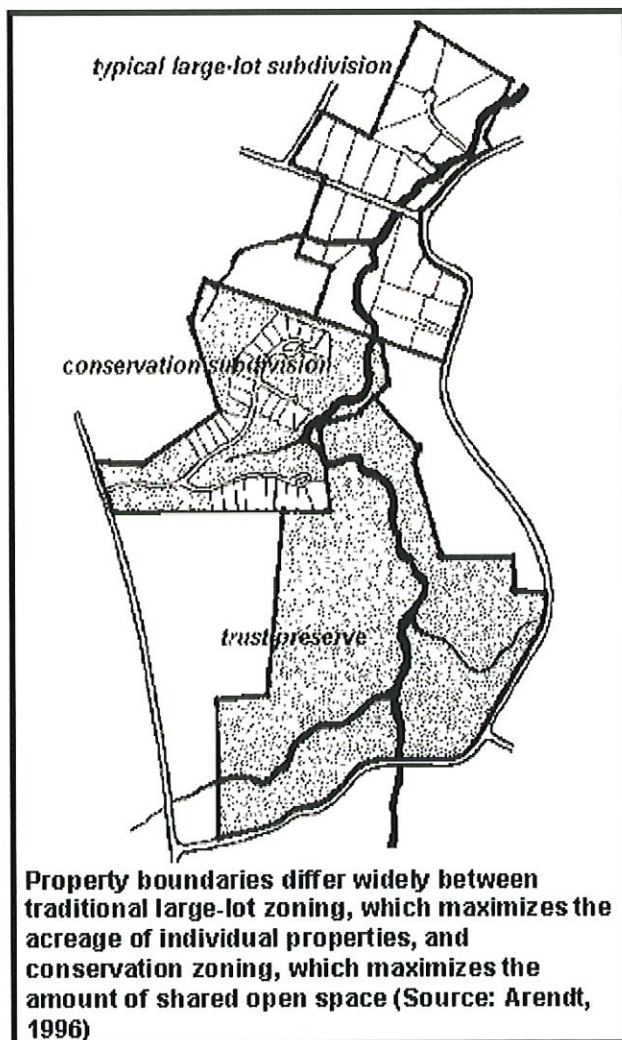 typical large-lot subdivision
conservation subdivision
trust preserve
Property boundaries differ widely between
traditional large-lot zoning, which maximizes the
acreage of individual properties, and
conservation zoning, which maximizes the
amount of shared open space (Source: Arendt,
1996)